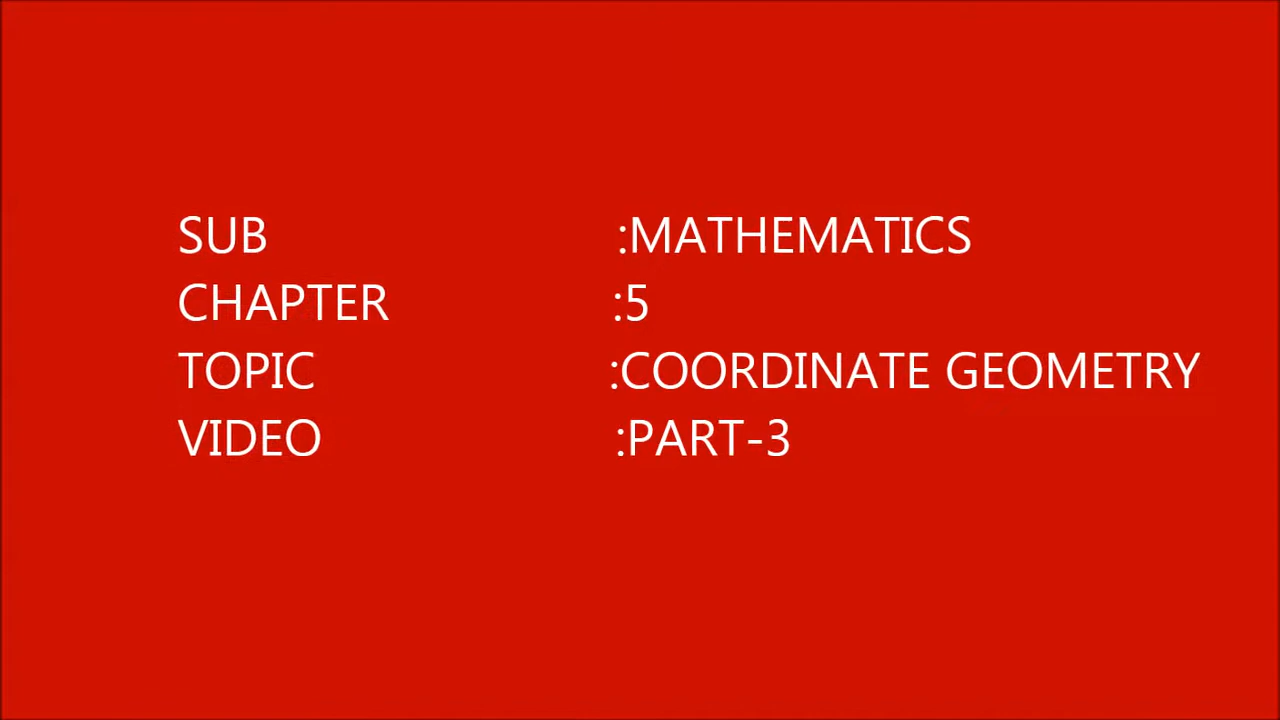 SUB :MATHEMATICS
CHAPTER :5
TOPIC :COORDINATE GEOMETRY
VIDEO :PART-3